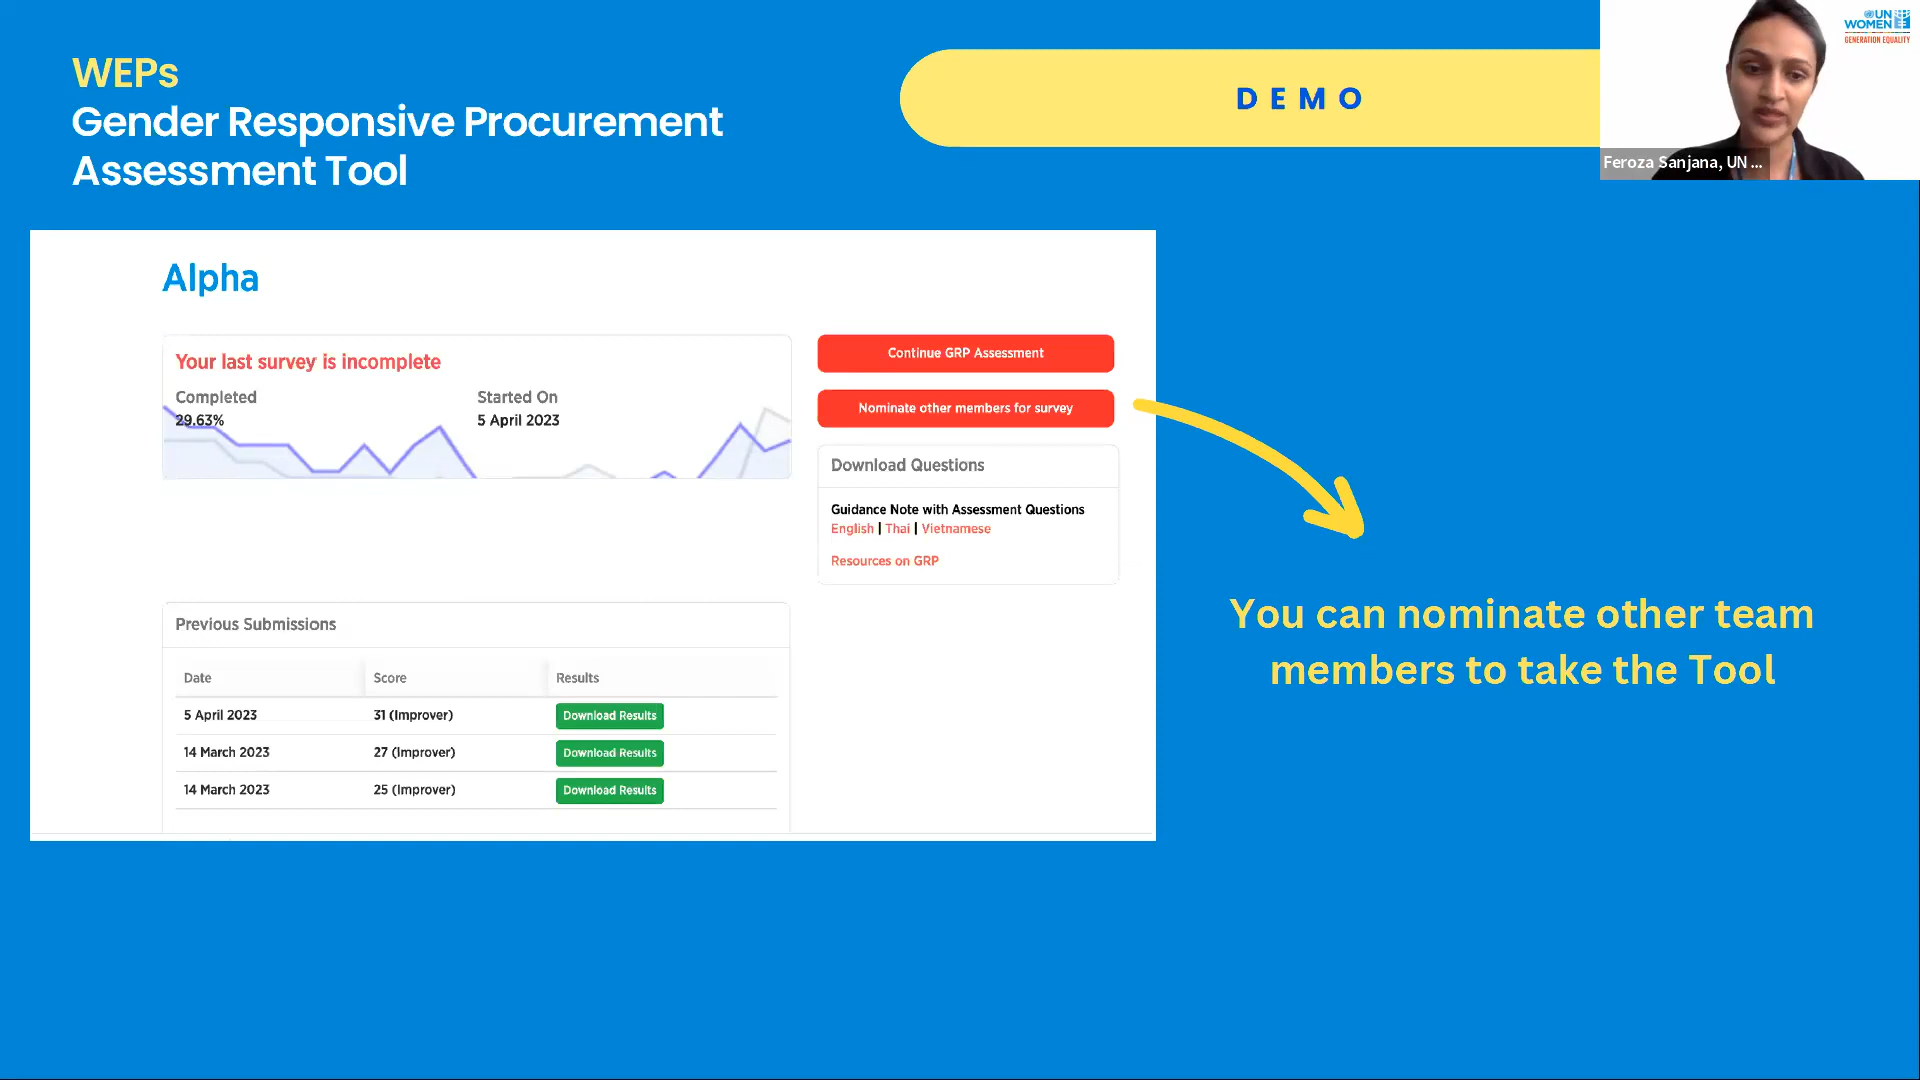 WEPs
Gender Responsive Procurement
Assessment Tool
DEMO
UN
WOMEN
GENERATION EQUALITY
Feroza Sanjana, UN ...
Alpha
Your last survey is incomplete
Completed
29.63%
Started On
5 April 2023
Continue GRP Assessment
Nominate other members for survey
Download Questions
Guidance Note with Assessment Questions
English | Thai | Vietnamese
Resources on GRP
You can nominate other team
members to take the Tool
Previous Submissions
Date Score Results
5 April 2023 31 (Improver) Download Results
14 March 2023 27 (Improver) Download Results
14 March 2023 25 (Improver) Download Results